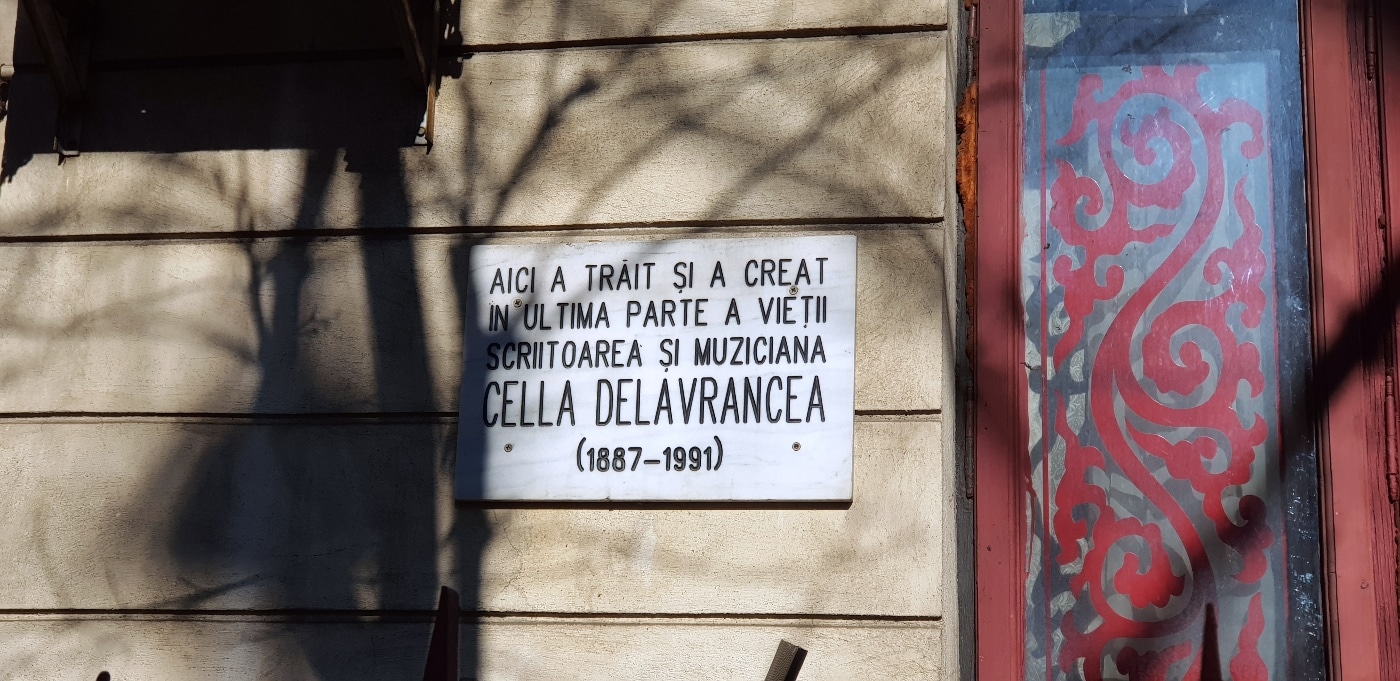 AICI A TRĂIT ȘI A CREAT
ÎN ULTIMA PARTE A VIEȚII
SCRIITOAREA ȘI MUZICIANA
CELLA DELAVRANCEA
(1887–1991)